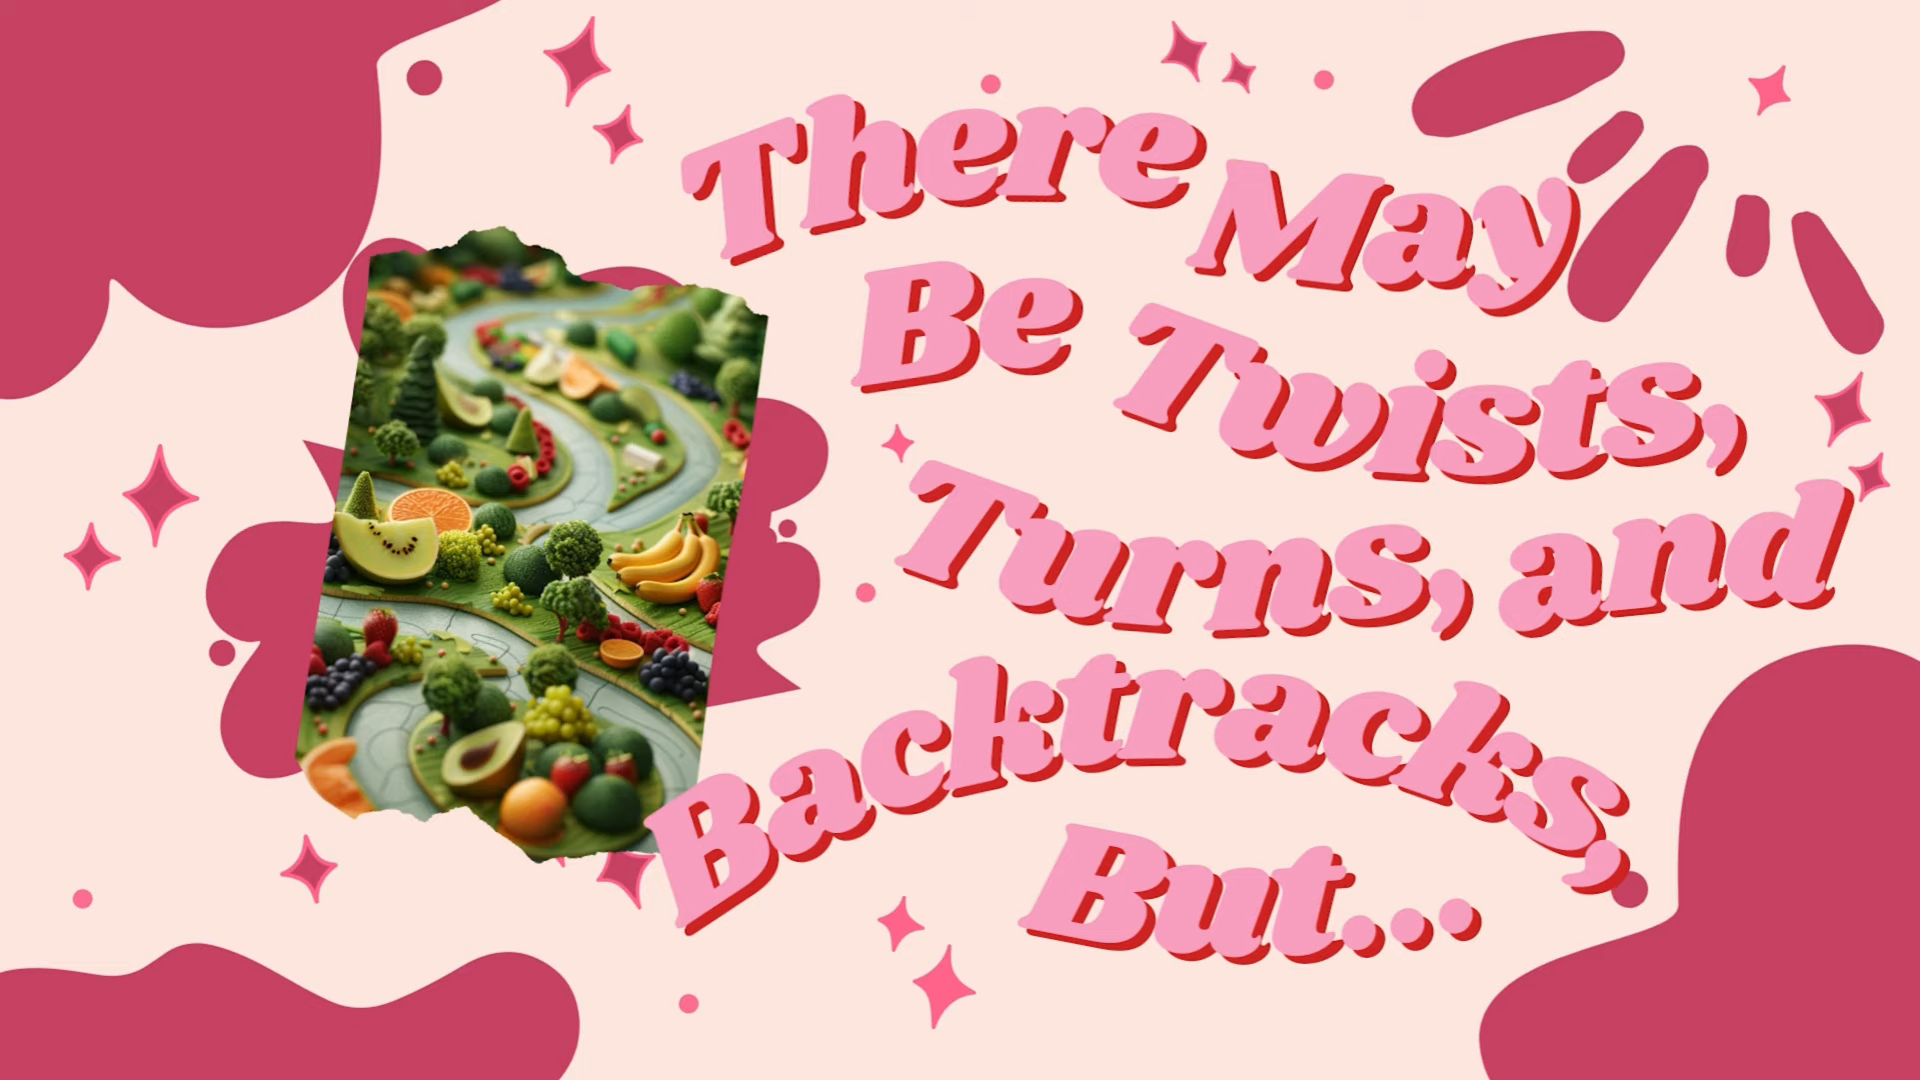 There May
Be Twists,
Turns, and
Backtracks,
But...